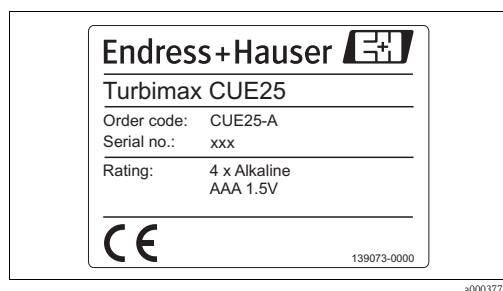 Endress+Hauser
Turbimax CUE25
Order code: CUE25-A
Serial no.: xxx
Rating: 4 x Alkaline
AAA 1.5V
CE
139073-0000
a000377